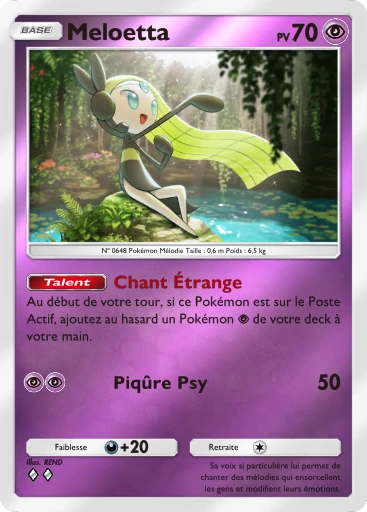 BASE
Meloetta
PV 70
N° 0648 Pokémon Mélodie Taille : 0,6 m Poids : 6,5 kg
Talent Chant Étrange
Au début de votre tour, si ce Pokémon est sur le Poste
Actif, ajoutez au hasard un Pokémon de votre deck à
votre main.
Piqûre Psy 50
Faiblesse +20 Retraite
Illus. REND
Sa voix si particulière lui permet de
chanter des mélodies qui ensorcellent
les gens et modifient leurs émotions.